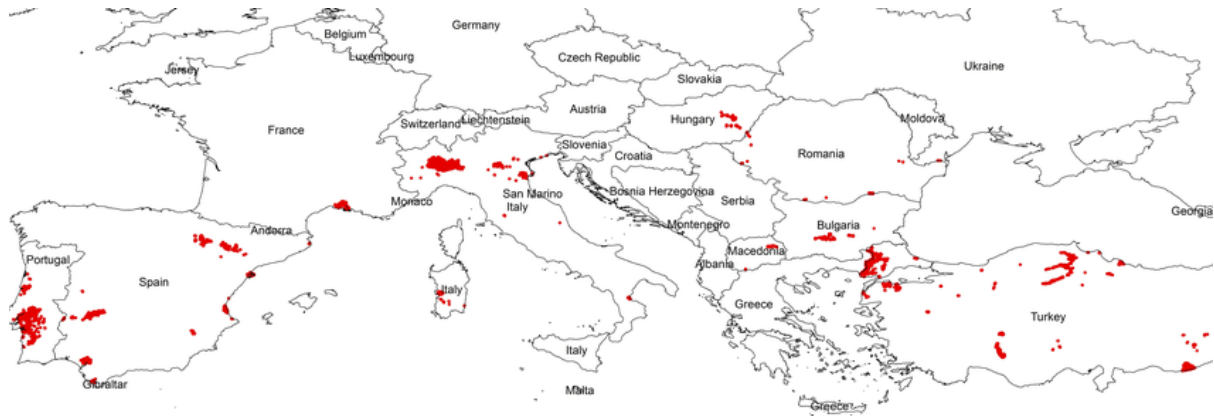 Germany
Belgium
Luxembourg
Jersey
Czech Republic
Ukraine
Slovakia
Austria
France
Switzerland
Liechtenstein
Hungary
Moldova
Slovenia
Croatia
Romania
San Marino
Italy
Bosnia Herzegovina
Serbia
Monaco
Andorra
Montenegro
Bulgaria
Georgia
Portugal
Spain
Macedonia
Albania
Italy
Greece
Turkey
Italy
Gibraltar
Malta
Greece